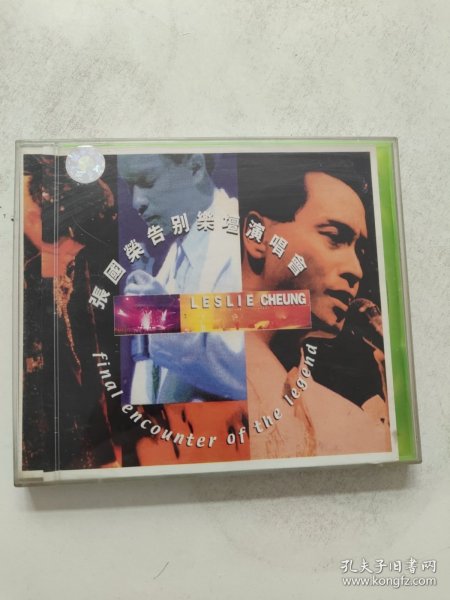 張國榮告别樂壇演唱會
LESLIE CHEUNG
final encounter of the legend
孔夫子旧书网
www.kongfz.com